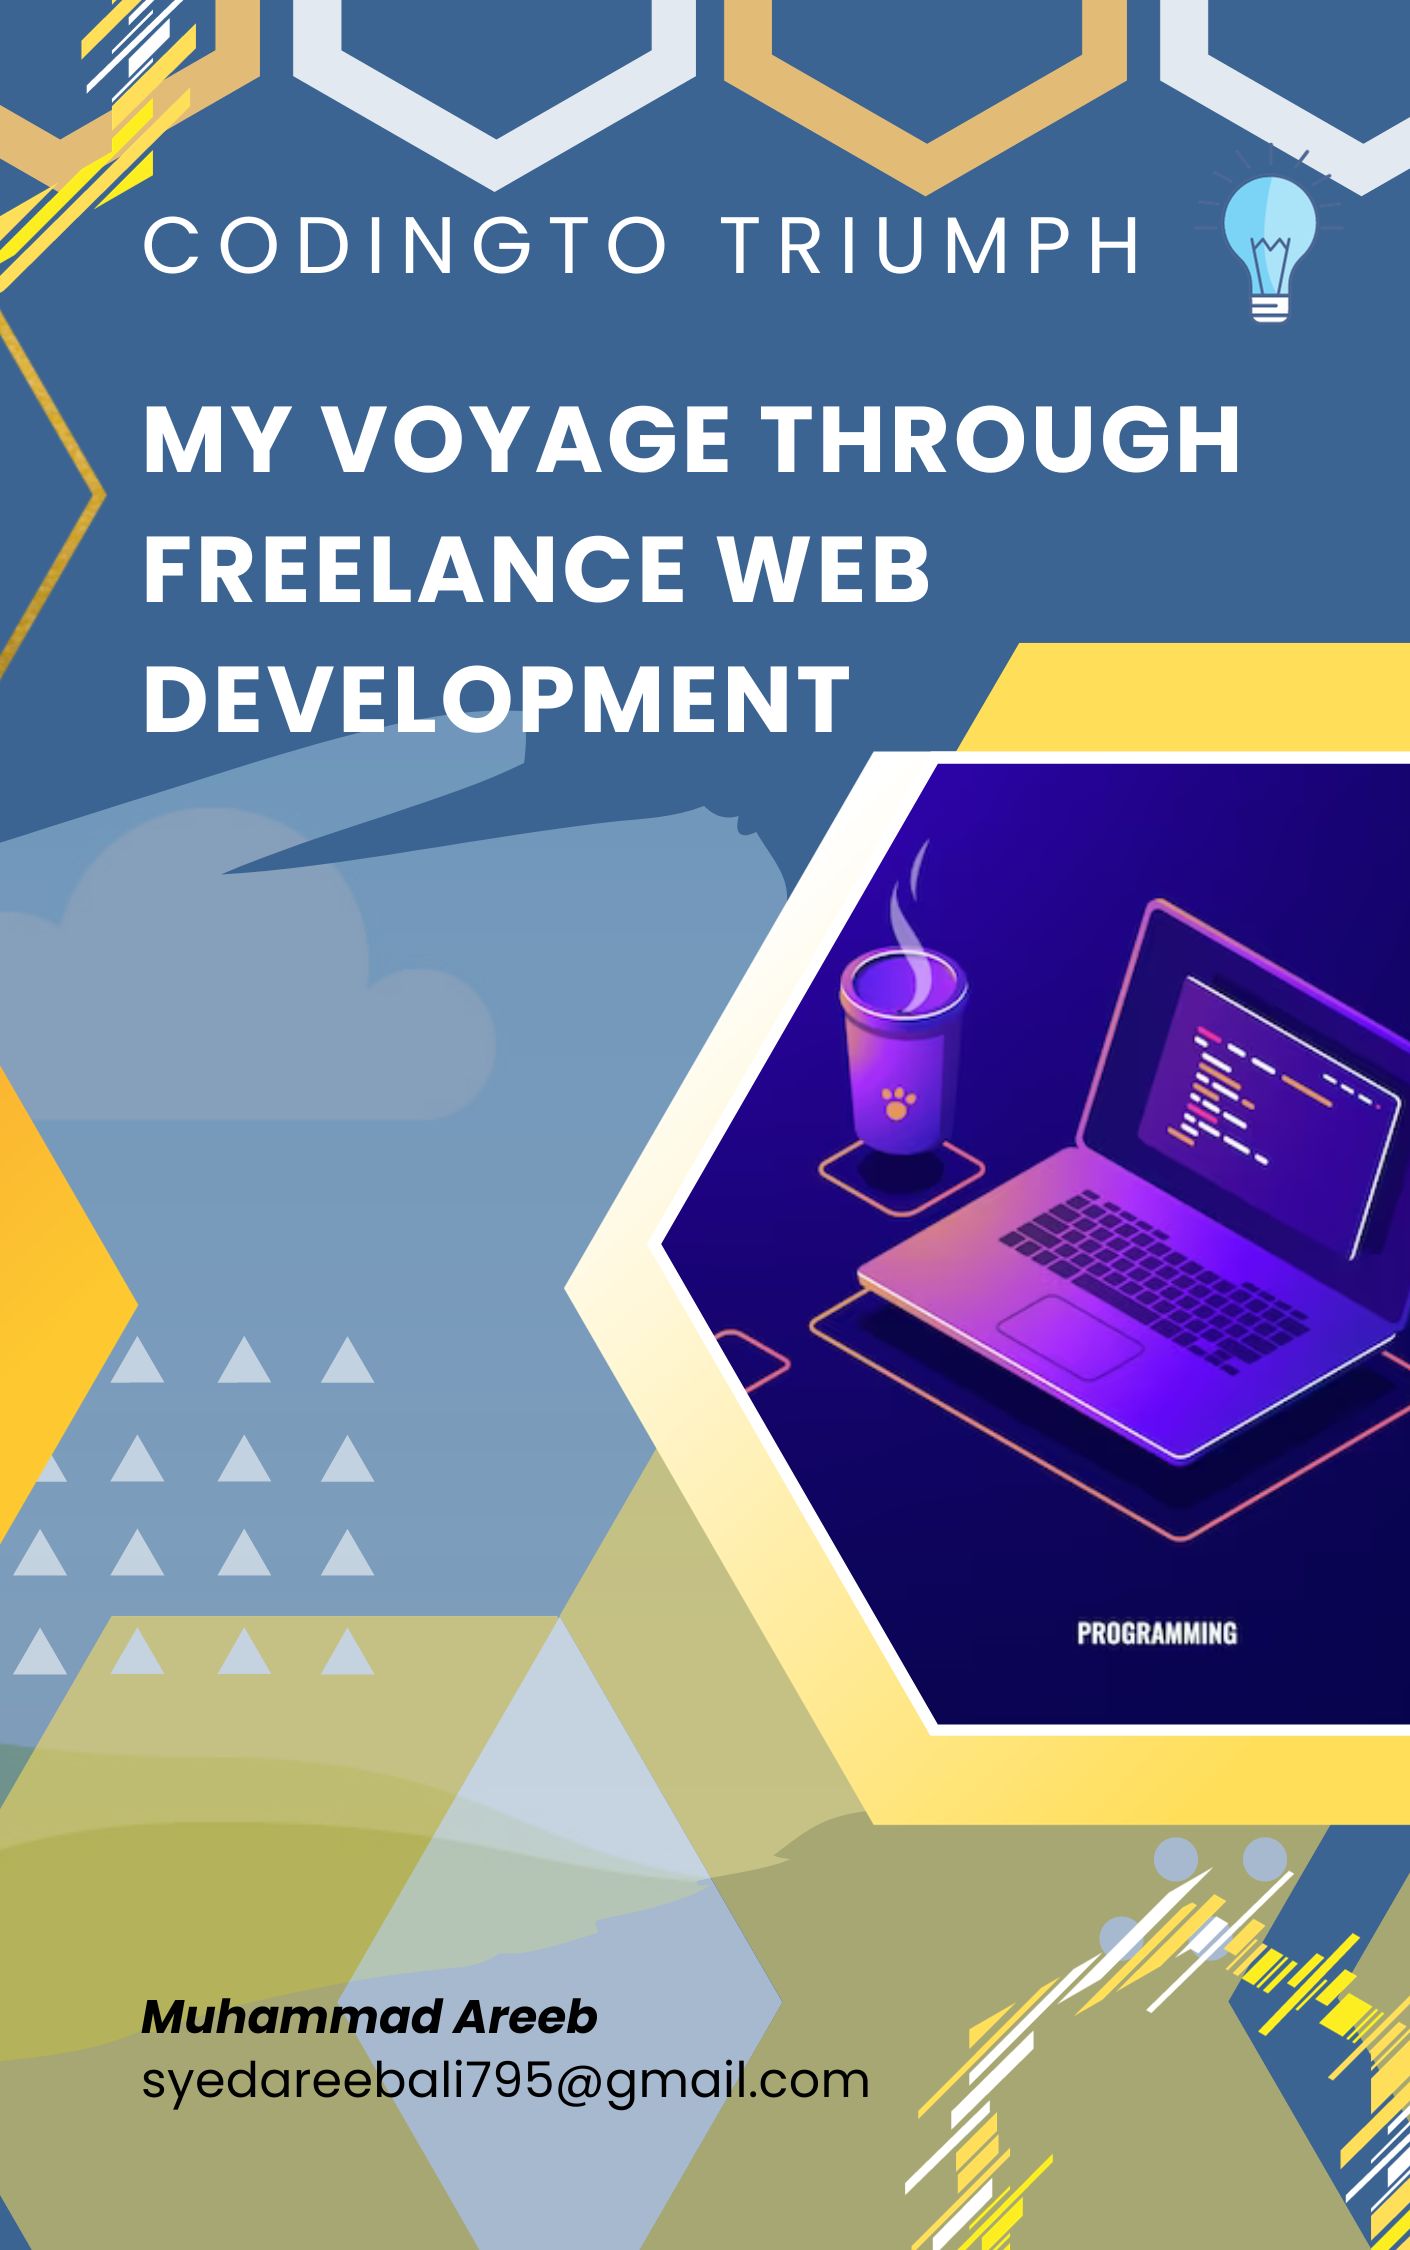 CODINGTO TRIUMPH
MY VOYAGE THROUGH
FREELANCE WEB
DEVELOPMENT
PROGRAMMING
Muhammad Areeb
syedareebali795@gmail.com